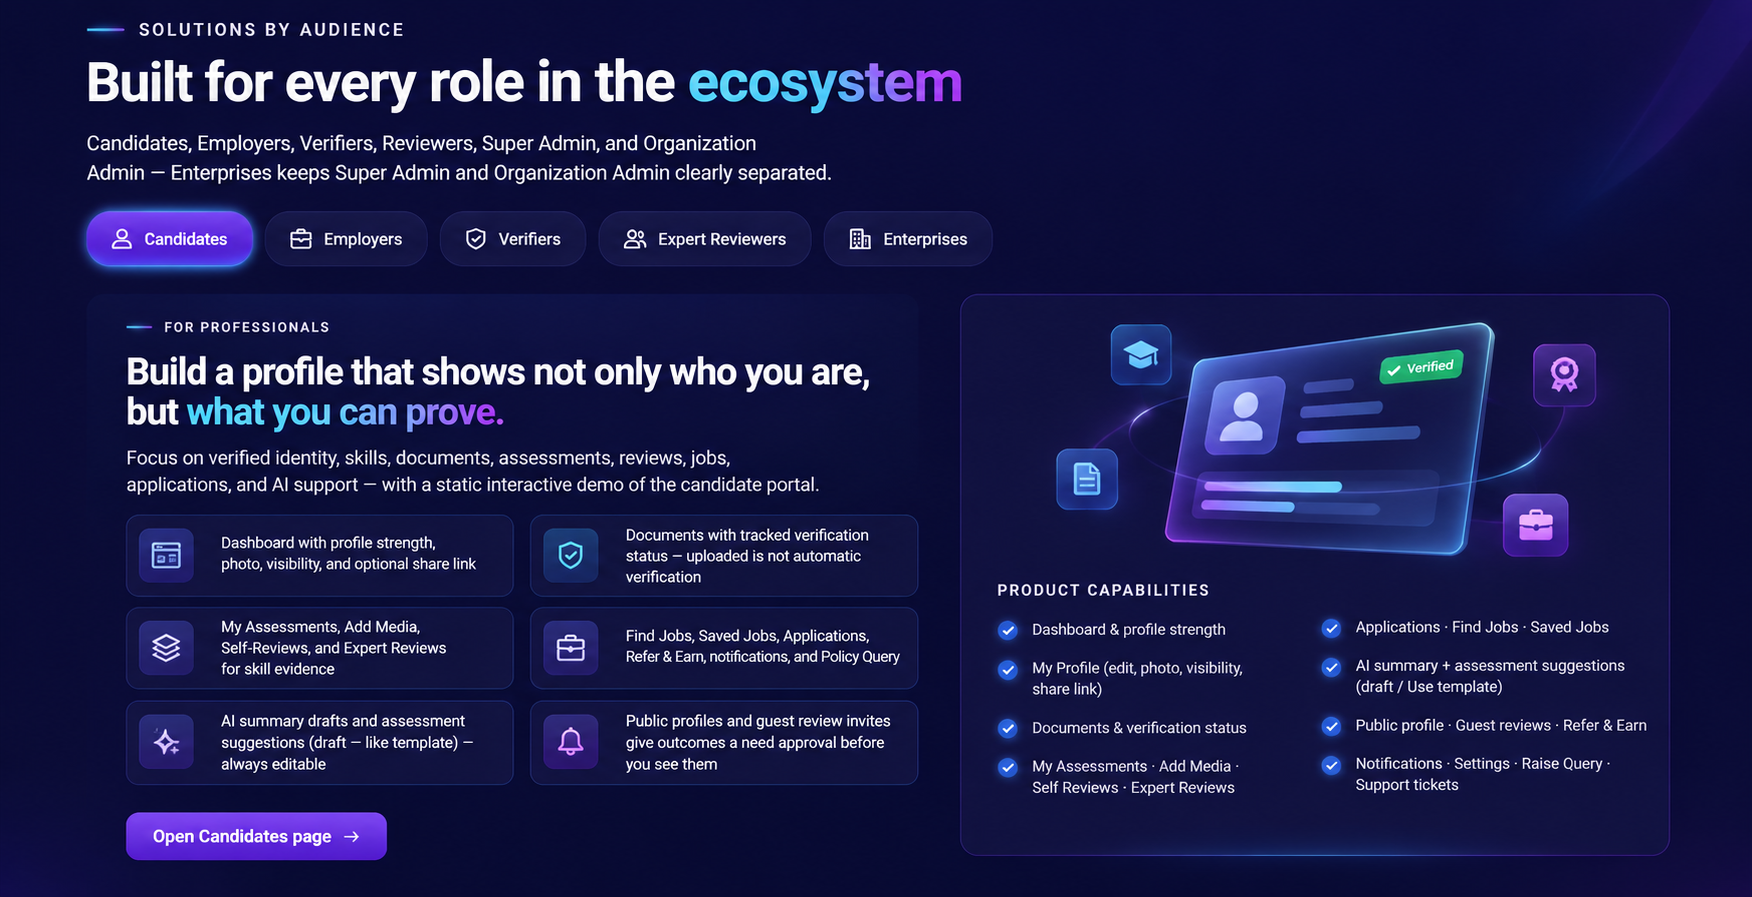 SOLUTIONS BY AUDIENCE
Built for every role in the ecosystem
Candidates, Employers, Verifiers, Reviewers, Super Admin, and Organization
Admin — Enterprises keeps Super Admin and Organization Admin clearly separated.
Candidates
Employers
Verifiers
Expert Reviewers
Enterprises
FOR PROFESSIONALS
Build a profile that shows not only who you are,
but what you can prove.
Focus on verified identity, skills, documents, assessments, reviews, jobs,
applications, and AI support — with a static interactive demo of the candidate portal.
Dashboard with profile strength,
photo, visibility, and optional share link
Documents with tracked verification
status — uploaded is not automatic
verification
My Assessments, Add Media,
Self-Reviews, and Expert Reviews
for skill evidence
Find Jobs, Saved Jobs, Applications,
Refer & Earn, notifications, and Policy Query
AI summary drafts and assessment
suggestions (draft — like template) —
always editable
Public profiles and guest review invites
give outcomes a need approval before
you see them
Open Candidates page →
Verified
PRODUCT CAPABILITIES
Dashboard & profile strength
My Profile (edit, photo, visibility,
share link)
Documents & verification status
My Assessments · Add Media ·
Self Reviews · Expert Reviews
Applications · Find Jobs · Saved Jobs
AI summary + assessment suggestions
(draft / Use template)
Public profile · Guest reviews · Refer & Earn
Notifications · Settings · Raise Query ·
Support tickets